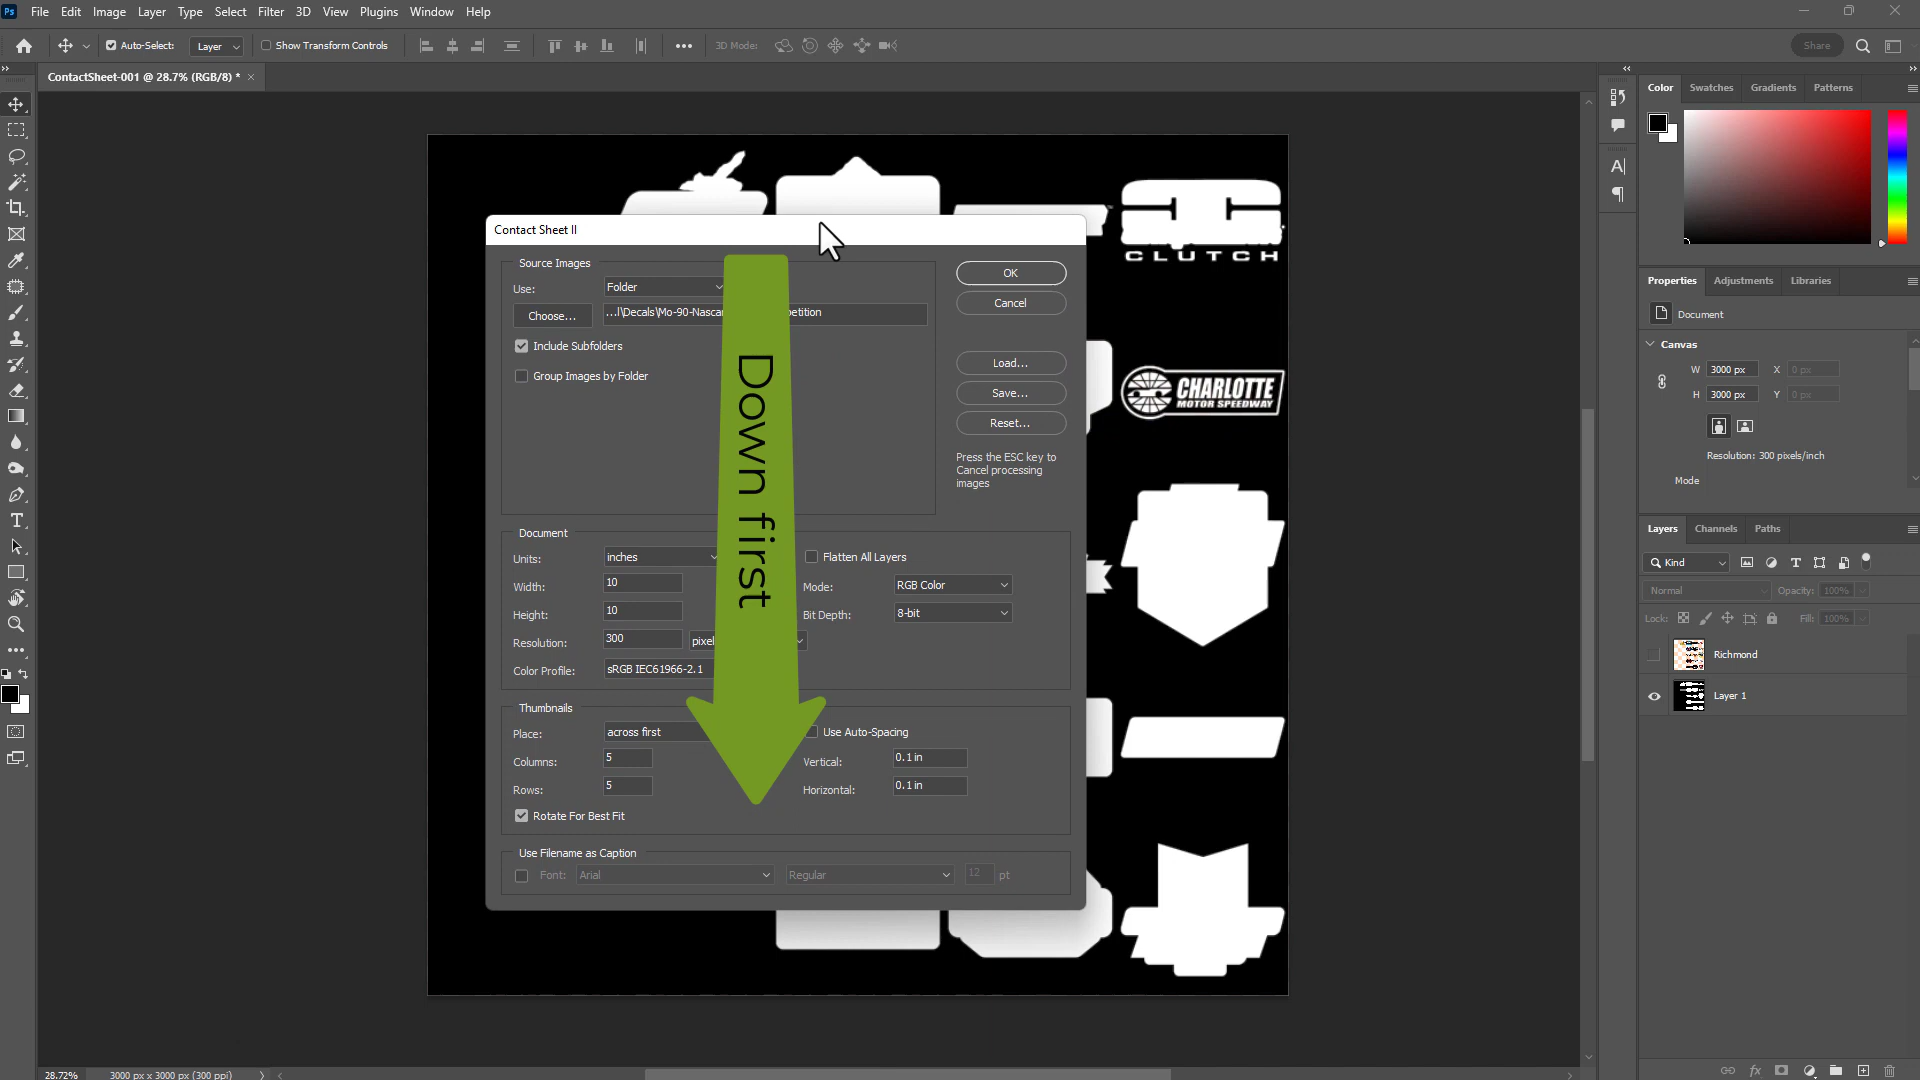 Ps File Edit Image Layer Type Select Filter 3D View Plugins Window Help
Auto-Select: Layer Show Transform Controls 3D Mode: Share
ContactSheet-001 @ 28.7% (RGB/8) *
Contact Sheet II
Source Images
Use: Folder
Choose...
...l\Decals\Mo-90-Nascar
Include Subfolders
Group Images by Folder
OK
Cancel
Load...
Save...
Reset...
Press the ESC key to
Cancel processing
images
Document
Units: inches
Width: 10
Height: 10
Resolution: 300
Color Profile: sRGB IEC61966-2.1
Flatten All Layers
Mode: RGB Color
Bit Depth: 8-bit
Thumbnails
Place: across first
Columns: 5
Rows: 5
Rotate For Best Fit
Use Auto-Spacing
Vertical: 0.1 in
Horizontal: 0.1 in
Use Filename as Caption
Font: Arial Regular 12 pt
Down first
CLUTCH
CHARLOTTE
MOTOR SPEEDWAY
Color Swatches Gradients Patterns
Properties Adjustments Libraries
Document
Canvas
W 3000 px X 0 px
H 3000 px Y 0 px
Resolution: 300 pixels/inch
Mode
Layers Channels Paths
Kind
Normal Opacity: 100%
Lock: Fill: 100%
Richmond
Layer 1
28.72% 3000 px x 3000 px (300 ppi)